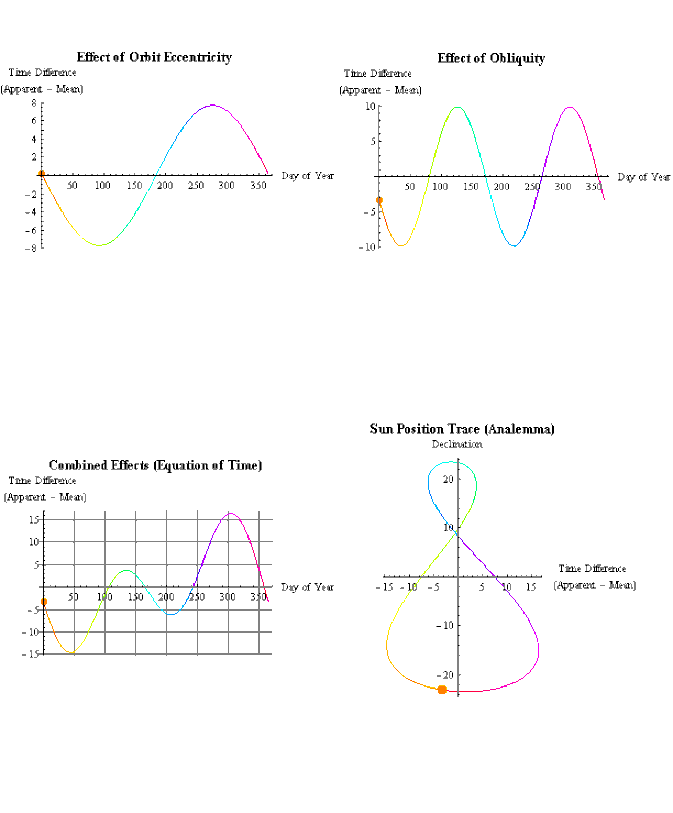 Effect of Orbit Eccentricity
Time Difference
(Apparent - Mean)
8
6
4
2
-2
-4
-6
-8
50 100 150 200 250 300 350
Day of Year
Effect of Obliquity
Time Difference
(Apparent - Mean)
10
5
-5
-10
50 100 150 200 250 300 350
Day of Year
Combined Effects (Equation of Time)
Time Difference
(Apparent - Mean)
15
10
5
-5
-10
-15
50 100 150 200 250 300 350
Day of Year
Sun Position Trace (Analemma)
Declination
20
10
-10
-20
-15 -10 -5 5 10 15
Time Difference
(Apparent - Mean)